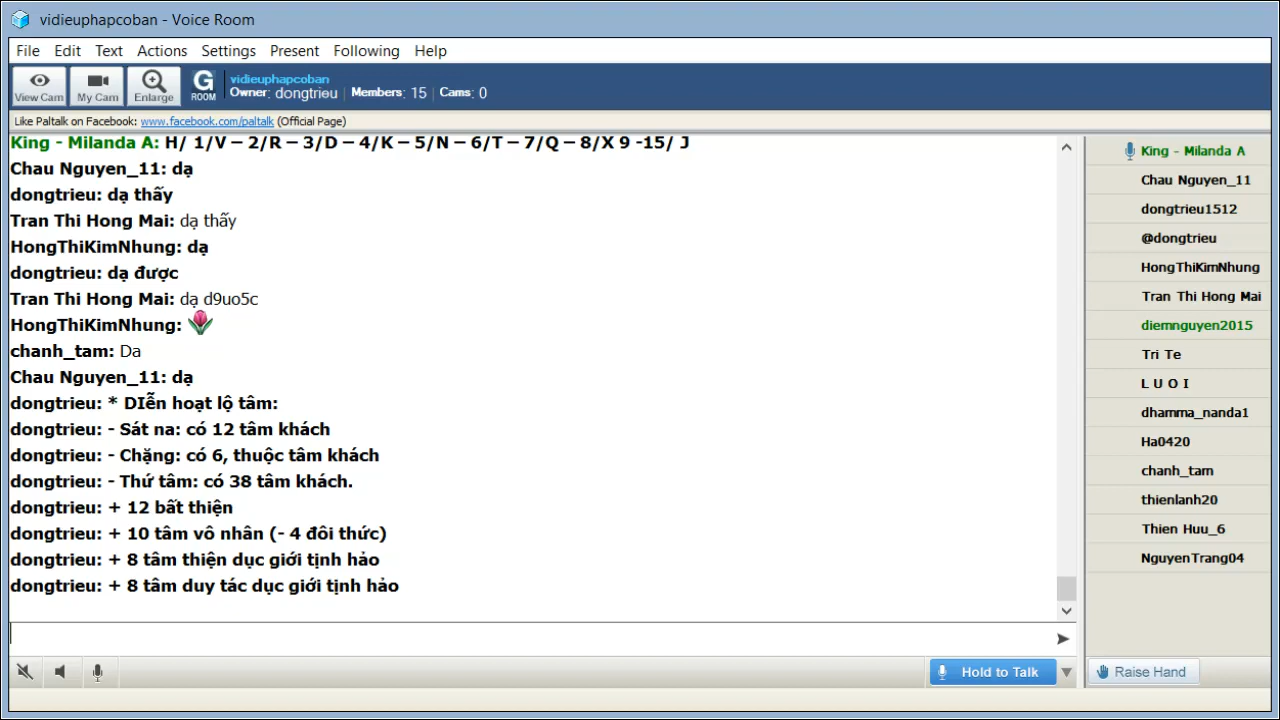 vidieuphapcoban - Voice Room
File Edit Text Actions Settings Present Following Help
View Cam My Cam Enlarge G ROOM
vidieuphapcoban
Owner: dongtrieu | Members: 15 | Cams: 0
Like Paltalk on Facebook: www.facebook.com/paltalk (Official Page)
King - Milanda A: H/ 1/V – 2/R – 3/D – 4/K – 5/N – 6/T – 7/Q – 8/X 9 -15/ J
Chau Nguyen_11: dạ
dongtrieu: dạ thấy
Tran Thi Hong Mai: dạ thấy
HongThiKimNhung: dạ
dongtrieu: dạ được
Tran Thi Hong Mai: dạ d9uo5c
HongThiKimNhung:
chanh_tam: Da
Chau Nguyen_11: dạ
dongtrieu: * DIễn hoạt lộ tâm:
dongtrieu: - Sát na: có 12 tâm khách
dongtrieu: - Chặng: có 6, thuộc tâm khách
dongtrieu: - Thứ tâm: có 38 tâm khách.
dongtrieu: + 12 bất thiện
dongtrieu: + 10 tâm vô nhân (- 4 đôi thức)
dongtrieu: + 8 tâm thiện dục giới tịnh hảo
dongtrieu: + 8 tâm duy tác dục giới tịnh hảo
King - Milanda A
Chau Nguyen_11
dongtrieu1512
@dongtrieu
HongThiKimNhung
Tran Thi Hong Mai
diemnguyen2015
Tri Te
L U O I
dhamma_nanda1
Ha0420
chanh_tam
thienlanh20
Thien Huu_6
NguyenTrang04
Hold to Talk
Raise Hand